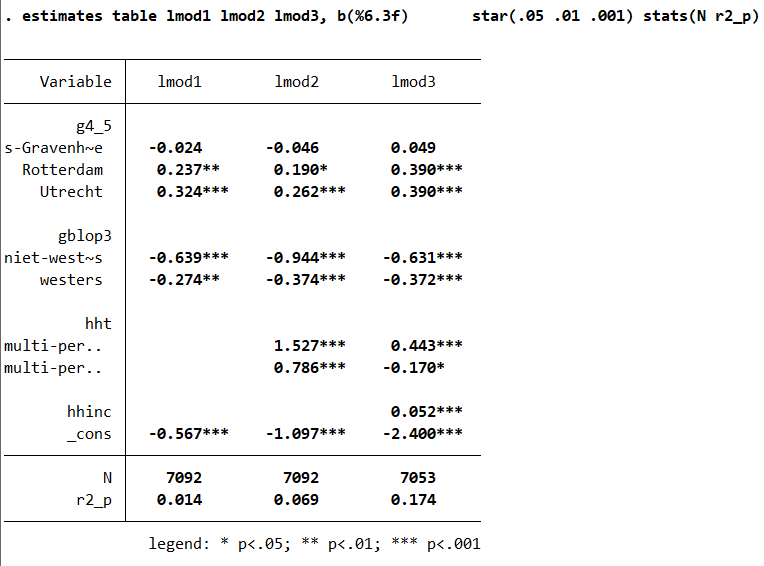 . estimates table lmod1 lmod2 lmod3, b(%6.3f) star(.05 .01 .001) stats(N r2_p)
Variable lmod1 lmod2 lmod3
g4_5
s-Gravenh~e -0.024 -0.046 0.049
Rotterdam 0.237** 0.190* 0.390***
Utrecht 0.324*** 0.262*** 0.390***
gblop3
niet-west~s -0.639*** -0.944*** -0.631***
westers -0.274** -0.374*** -0.372***
hht
multi-per.. 1.527*** 0.443***
multi-per.. 0.786*** -0.170*
hhinc 0.052***
_cons -0.567*** -1.097*** -2.400***
N 7092 7092 7053
r2_p 0.014 0.069 0.174
legend: * p<.05; ** p<.01; *** p<.001